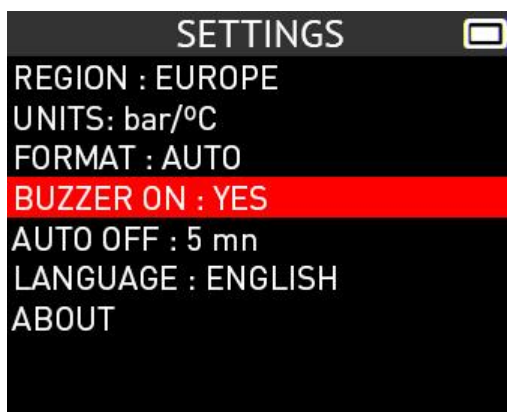 SETTINGS
REGION : EUROPE
UNITS: bar/ºC
FORMAT : AUTO
BUZZER ON : YES
AUTO OFF : 5 mn
LANGUAGE : ENGLISH
ABOUT